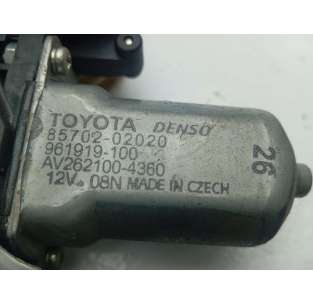 TOYOTA DENSO
85702-02020
961919-100
AV262100-4360
12V. 08N MADE IN CZECH
26